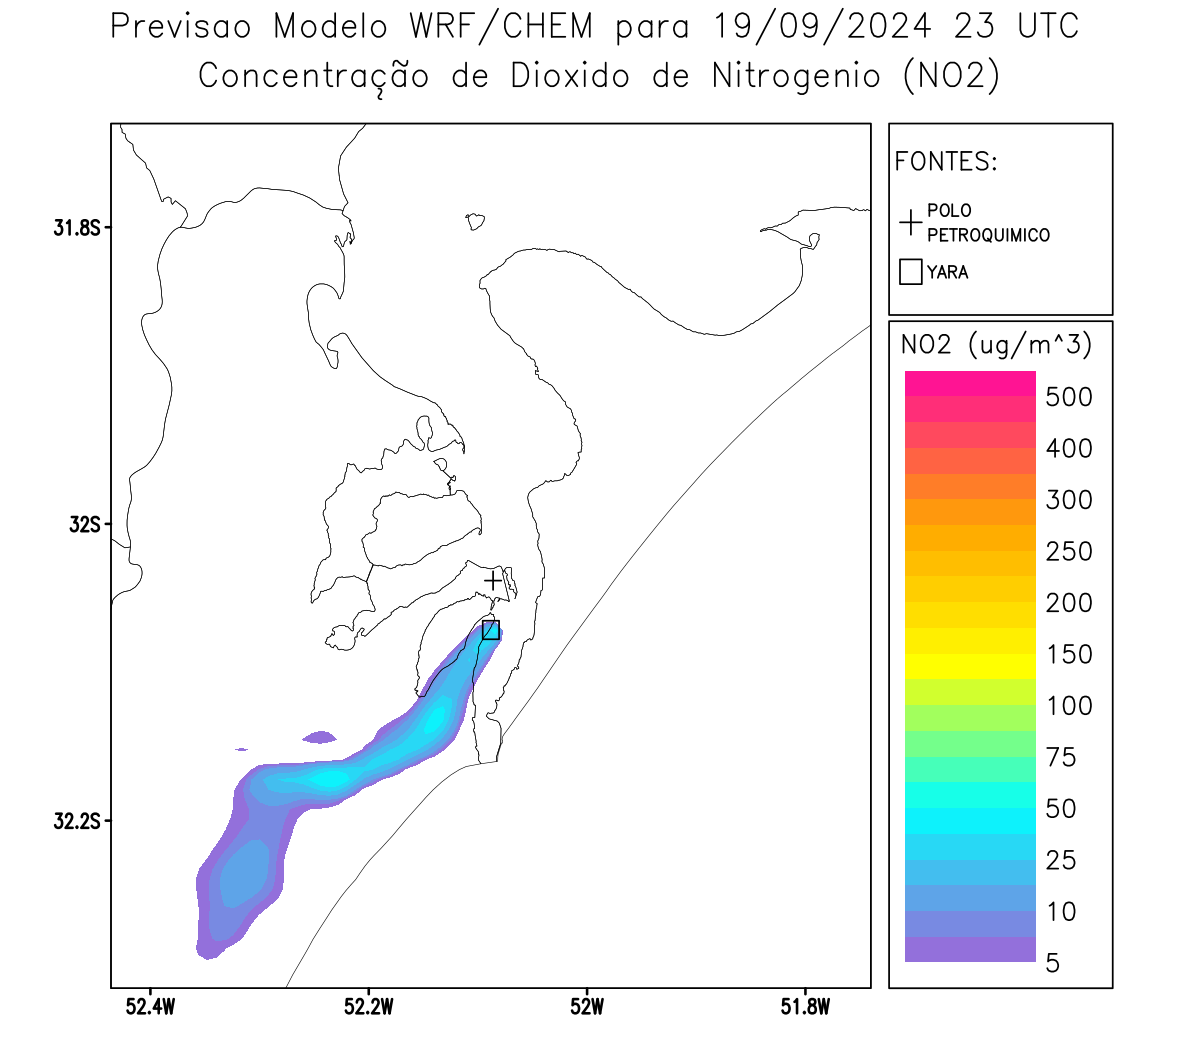 Previsao Modelo WRF/CHEM para 19/09/2024 23 UTC
Concentração de Dioxido de Nitrogenio (NO2)
FONTES:
POLO
PETROQUIMICO
YARA
NO2 (ug/m^3)
500
400
300
250
200
150
100
75
50
25
10
5
31.8S
32S
32.2S
52.4W
52.2W
52W
51.8W